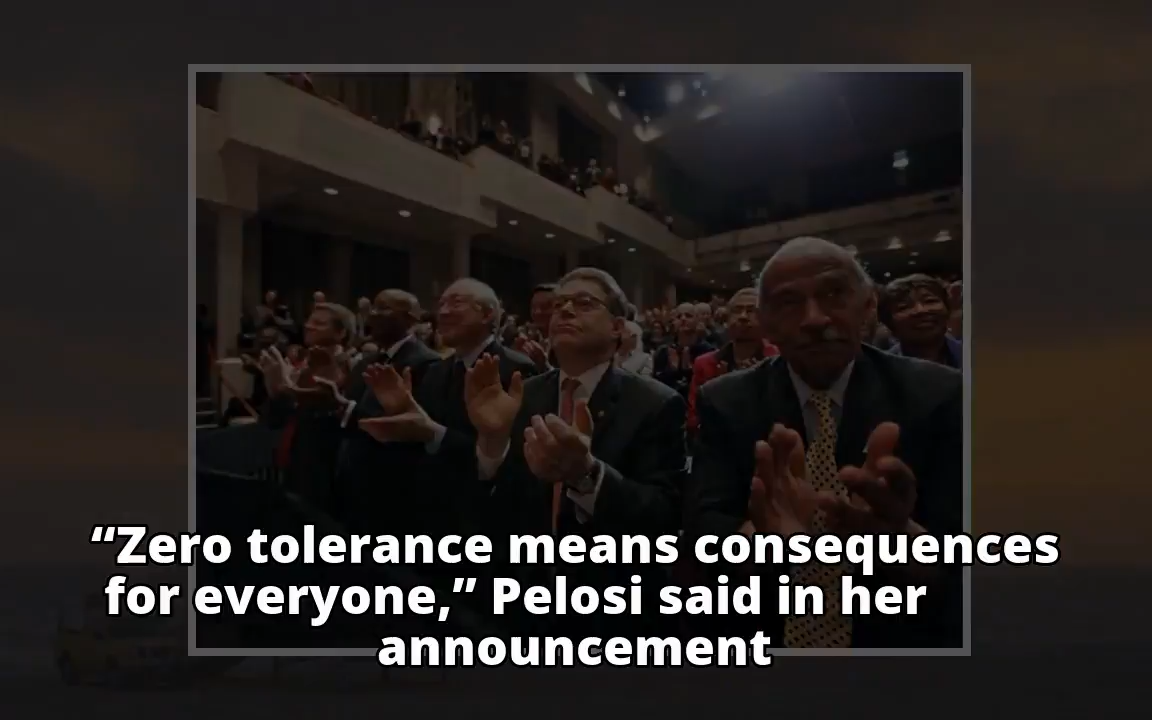 “Zero tolerance means consequences
for everyone,” Pelosi said in her
announcement